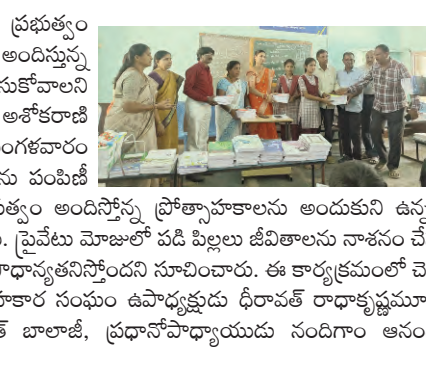 ప్రభుత్వం
అందిస్తున్న
సుకోవాలని
అశోకరాణి
ంగళవారం
ను పంపిణీ
త్వం అందిస్తోన్న ప్రోత్సాహకాలను అందుకుని ఉన్న
. ప్రైవేటు మోజులో పడి పిల్లలు జీవితాలను నాశనం చే
ాధాన్యతనిస్తోందని సూచించారు. ఈ కార్యక్రమంలో చె
హకార సంఘం ఉపాధ్యక్షుడు ధీరావత్ రాధాకృష్ణమూ
త్ బాలాజీ, ప్రధానోపాధ్యాయుడు నందిగాం ఆనం